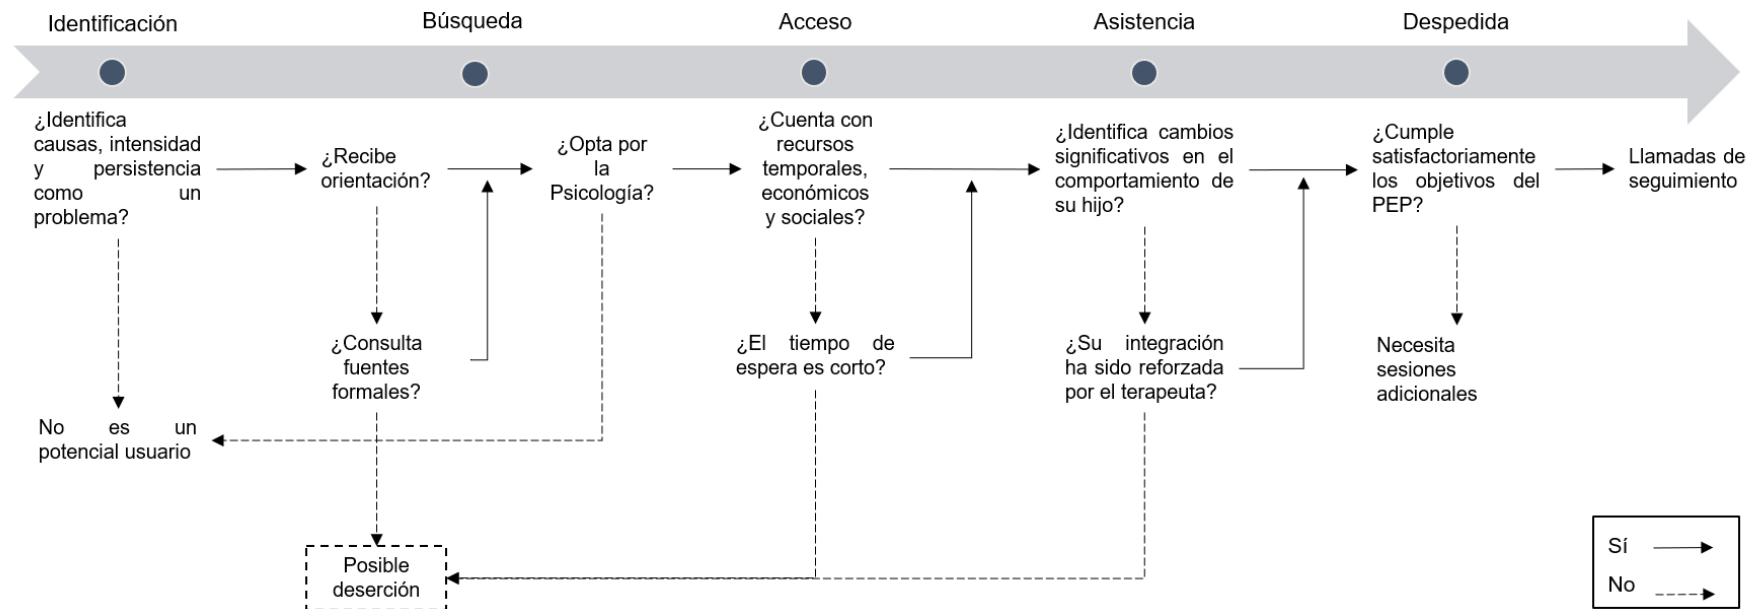 Identificación
Búsqueda
Acceso
Asistencia
Despedida
¿Identifica
causas, intensidad
y persistencia
como un
problema?
¿Recibe
orientación?
¿Opta por
la
Psicología?
¿Cuenta con
recursos
temporales,
económicos
y sociales?
¿Identifica cambios
significativos en el
comportamiento de
su hijo?
¿Cumple
satisfactoriamente
los objetivos del
PEP?
Llamadas de
seguimiento
¿Consulta
fuentes
formales?
¿El tiempo de
espera es corto?
¿Su integración
ha sido reforzada
por el terapeuta?
Necesita
sesiones
adicionales
No es un
potencial usuario
Posible
deserción
Sí
No